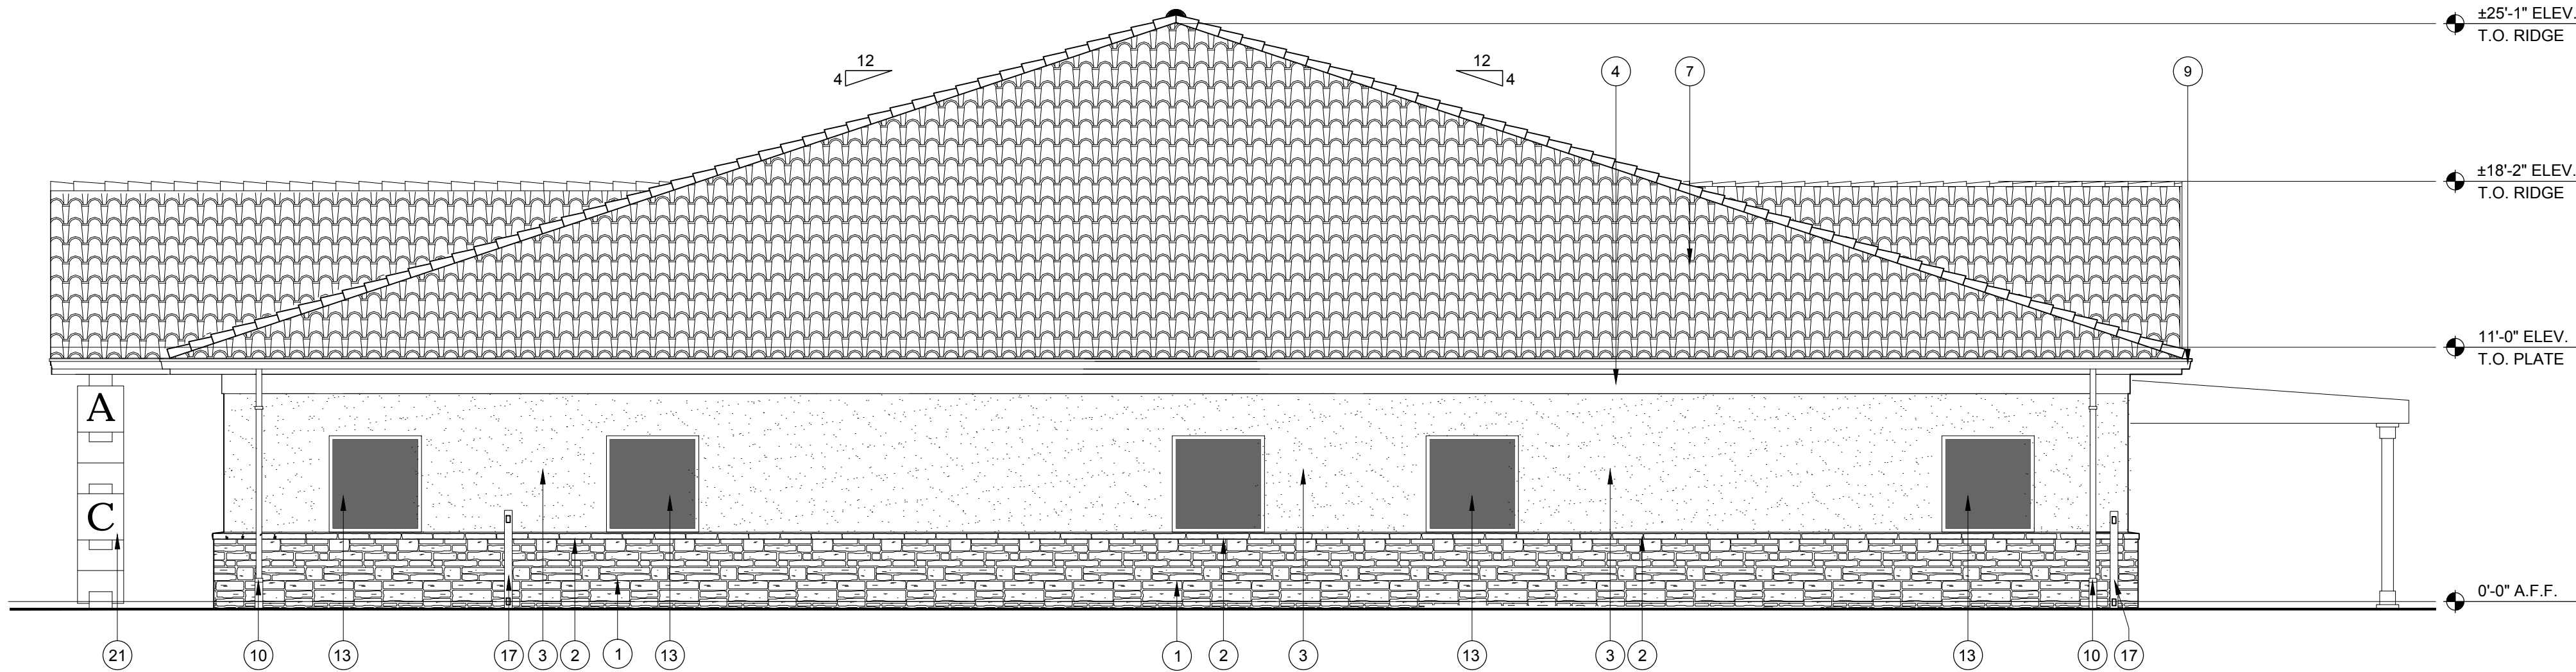 ±25'-1" ELEV.
T.O. RIDGE
12
4
12
4
4
7
9
±18'-2" ELEV.
T.O. RIDGE
11'-0" ELEV.
T.O. PLATE
A
C
0'-0" A.F.F.
21
10
13
17
3
2
1
13
1
2
3
13
3
2
13
10
17